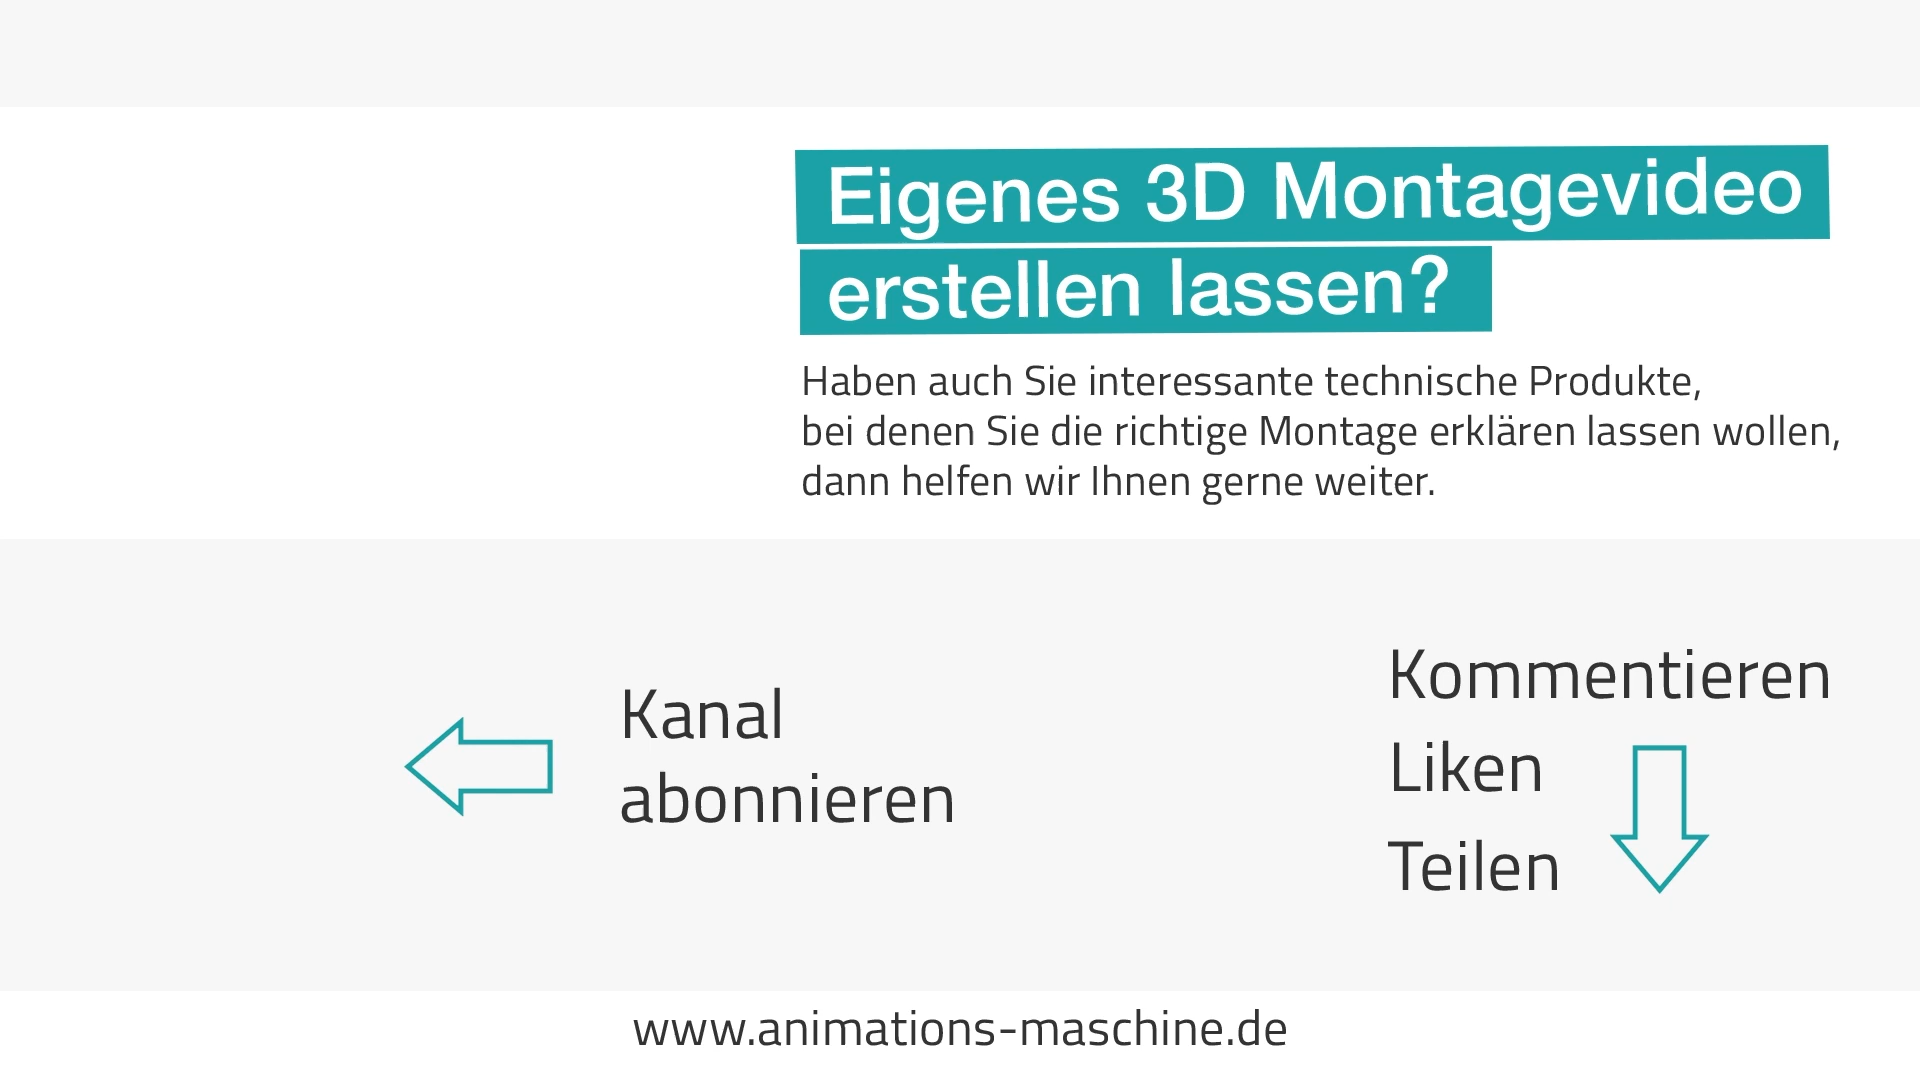 Eigenes 3D Montagevideo
erstellen lassen?
Haben auch Sie interessante technische Produkte,
bei denen Sie die richtige Montage erklären lassen wollen,
dann helfen wir Ihnen gerne weiter.
Kanal
abonnieren
Kommentieren
Liken
Teilen
www.animations-maschine.de